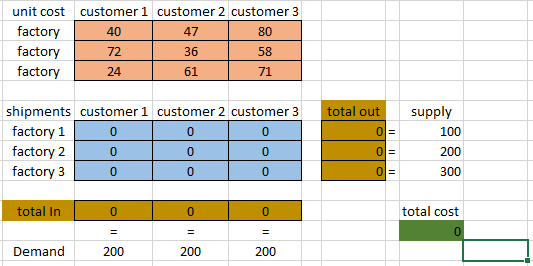 unit cost customer 1 customer 2 customer 3
factory 40 47 80
factory 72 36 58
factory 24 61 71
shipments customer 1 customer 2 customer 3 total out supply
factory 1 0 0 0 0 = 100
factory 2 0 0 0 0 = 200
factory 3 0 0 0 0 = 300
total In 0 0 0 total cost
= = = 0
Demand 200 200 200